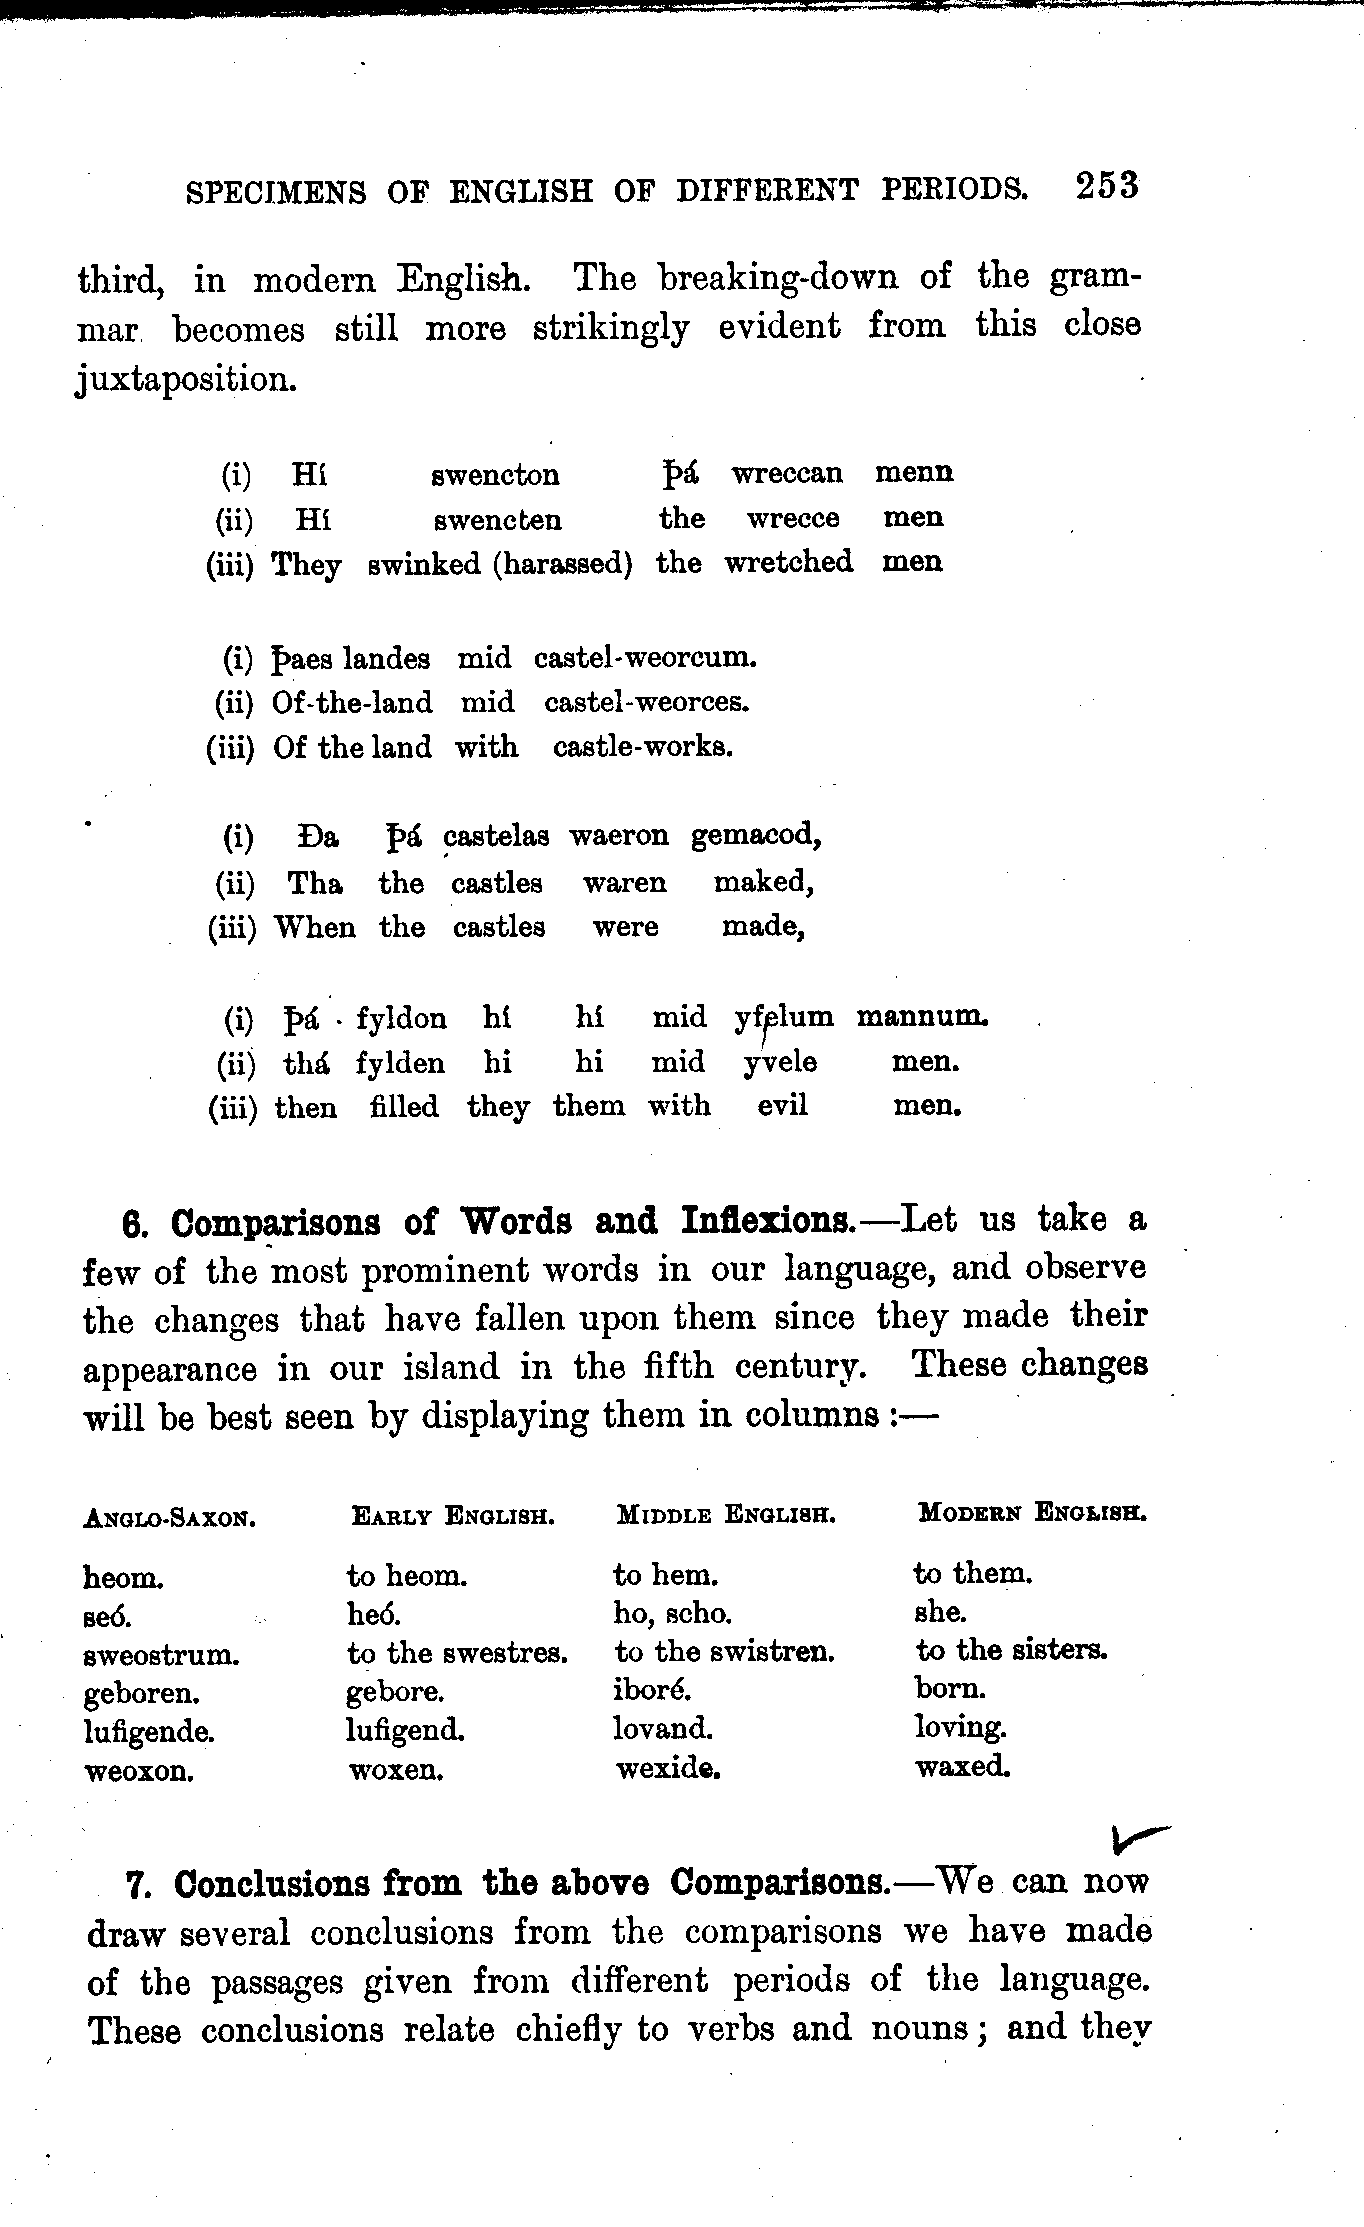 SPECIMENS OF ENGLISH OF DIFFERENT PERIODS. 253
third, in modern English. The breaking-down of the gram-
mar becomes still more strikingly evident from this close
juxtaposition.
(i) Hí swencton þá wreccan menn
(ii) Hí swencten the wrecce men
(iii) They swinked (harassed) the wretched men
(i) þaes landes mid castel-weorcum.
(ii) Of-the-land mid castel-weorces.
(iii) Of the land with castle-works.
(i) Ða þá castelas waeron gemacod,
(ii) Tha the castles waren maked,
(iii) When the castles were made,
(i) þá fyldon hí hí mid yfelum mannum.
(ii) thá fylden hi hi mid yvele men.
(iii) then filled they them with evil men.
6. Comparisons of Words and Inflexions.—Let us take a
few of the most prominent words in our language, and observe
the changes that have fallen upon them since they made their
appearance in our island in the fifth century. These changes
will be best seen by displaying them in columns :—
ANGLO-SAXON. EARLY ENGLISH. MIDDLE ENGLISH. MODERN ENGLISH.
heom. to heom. to hem. to them.
seó. heó. ho, scho. she.
sweostrum. to the swestres. to the swistren. to the sisters.
geboren. gebore. iboré. born.
lufigende. lufigend. lovand. loving.
weoxon. woxen. wexide. waxed.
7. Conclusions from the above Comparisons.—We can now
draw several conclusions from the comparisons we have made
of the passages given from different periods of the language.
These conclusions relate chiefly to verbs and nouns ; and they